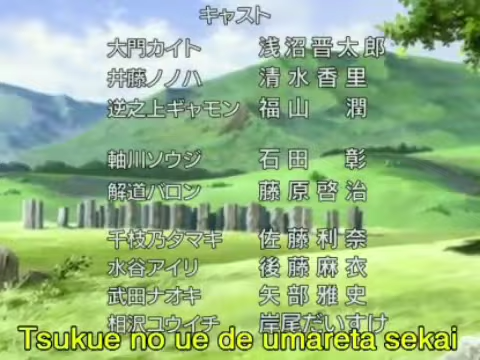 キャスト
大門カイト 浅沼晋太郎
井藤ノノハ 清水香里
逆之上ギャモン 福山 潤
軸川ソウジ 石田 彰
解道バロン 藤原啓治
千枝乃タマキ 佐藤利奈
水谷アイリ 後藤麻衣
武田ナオキ 矢部雅史
相沢コウイチ 岸尾だいすけ
Tsukue no ue de umareta sekai